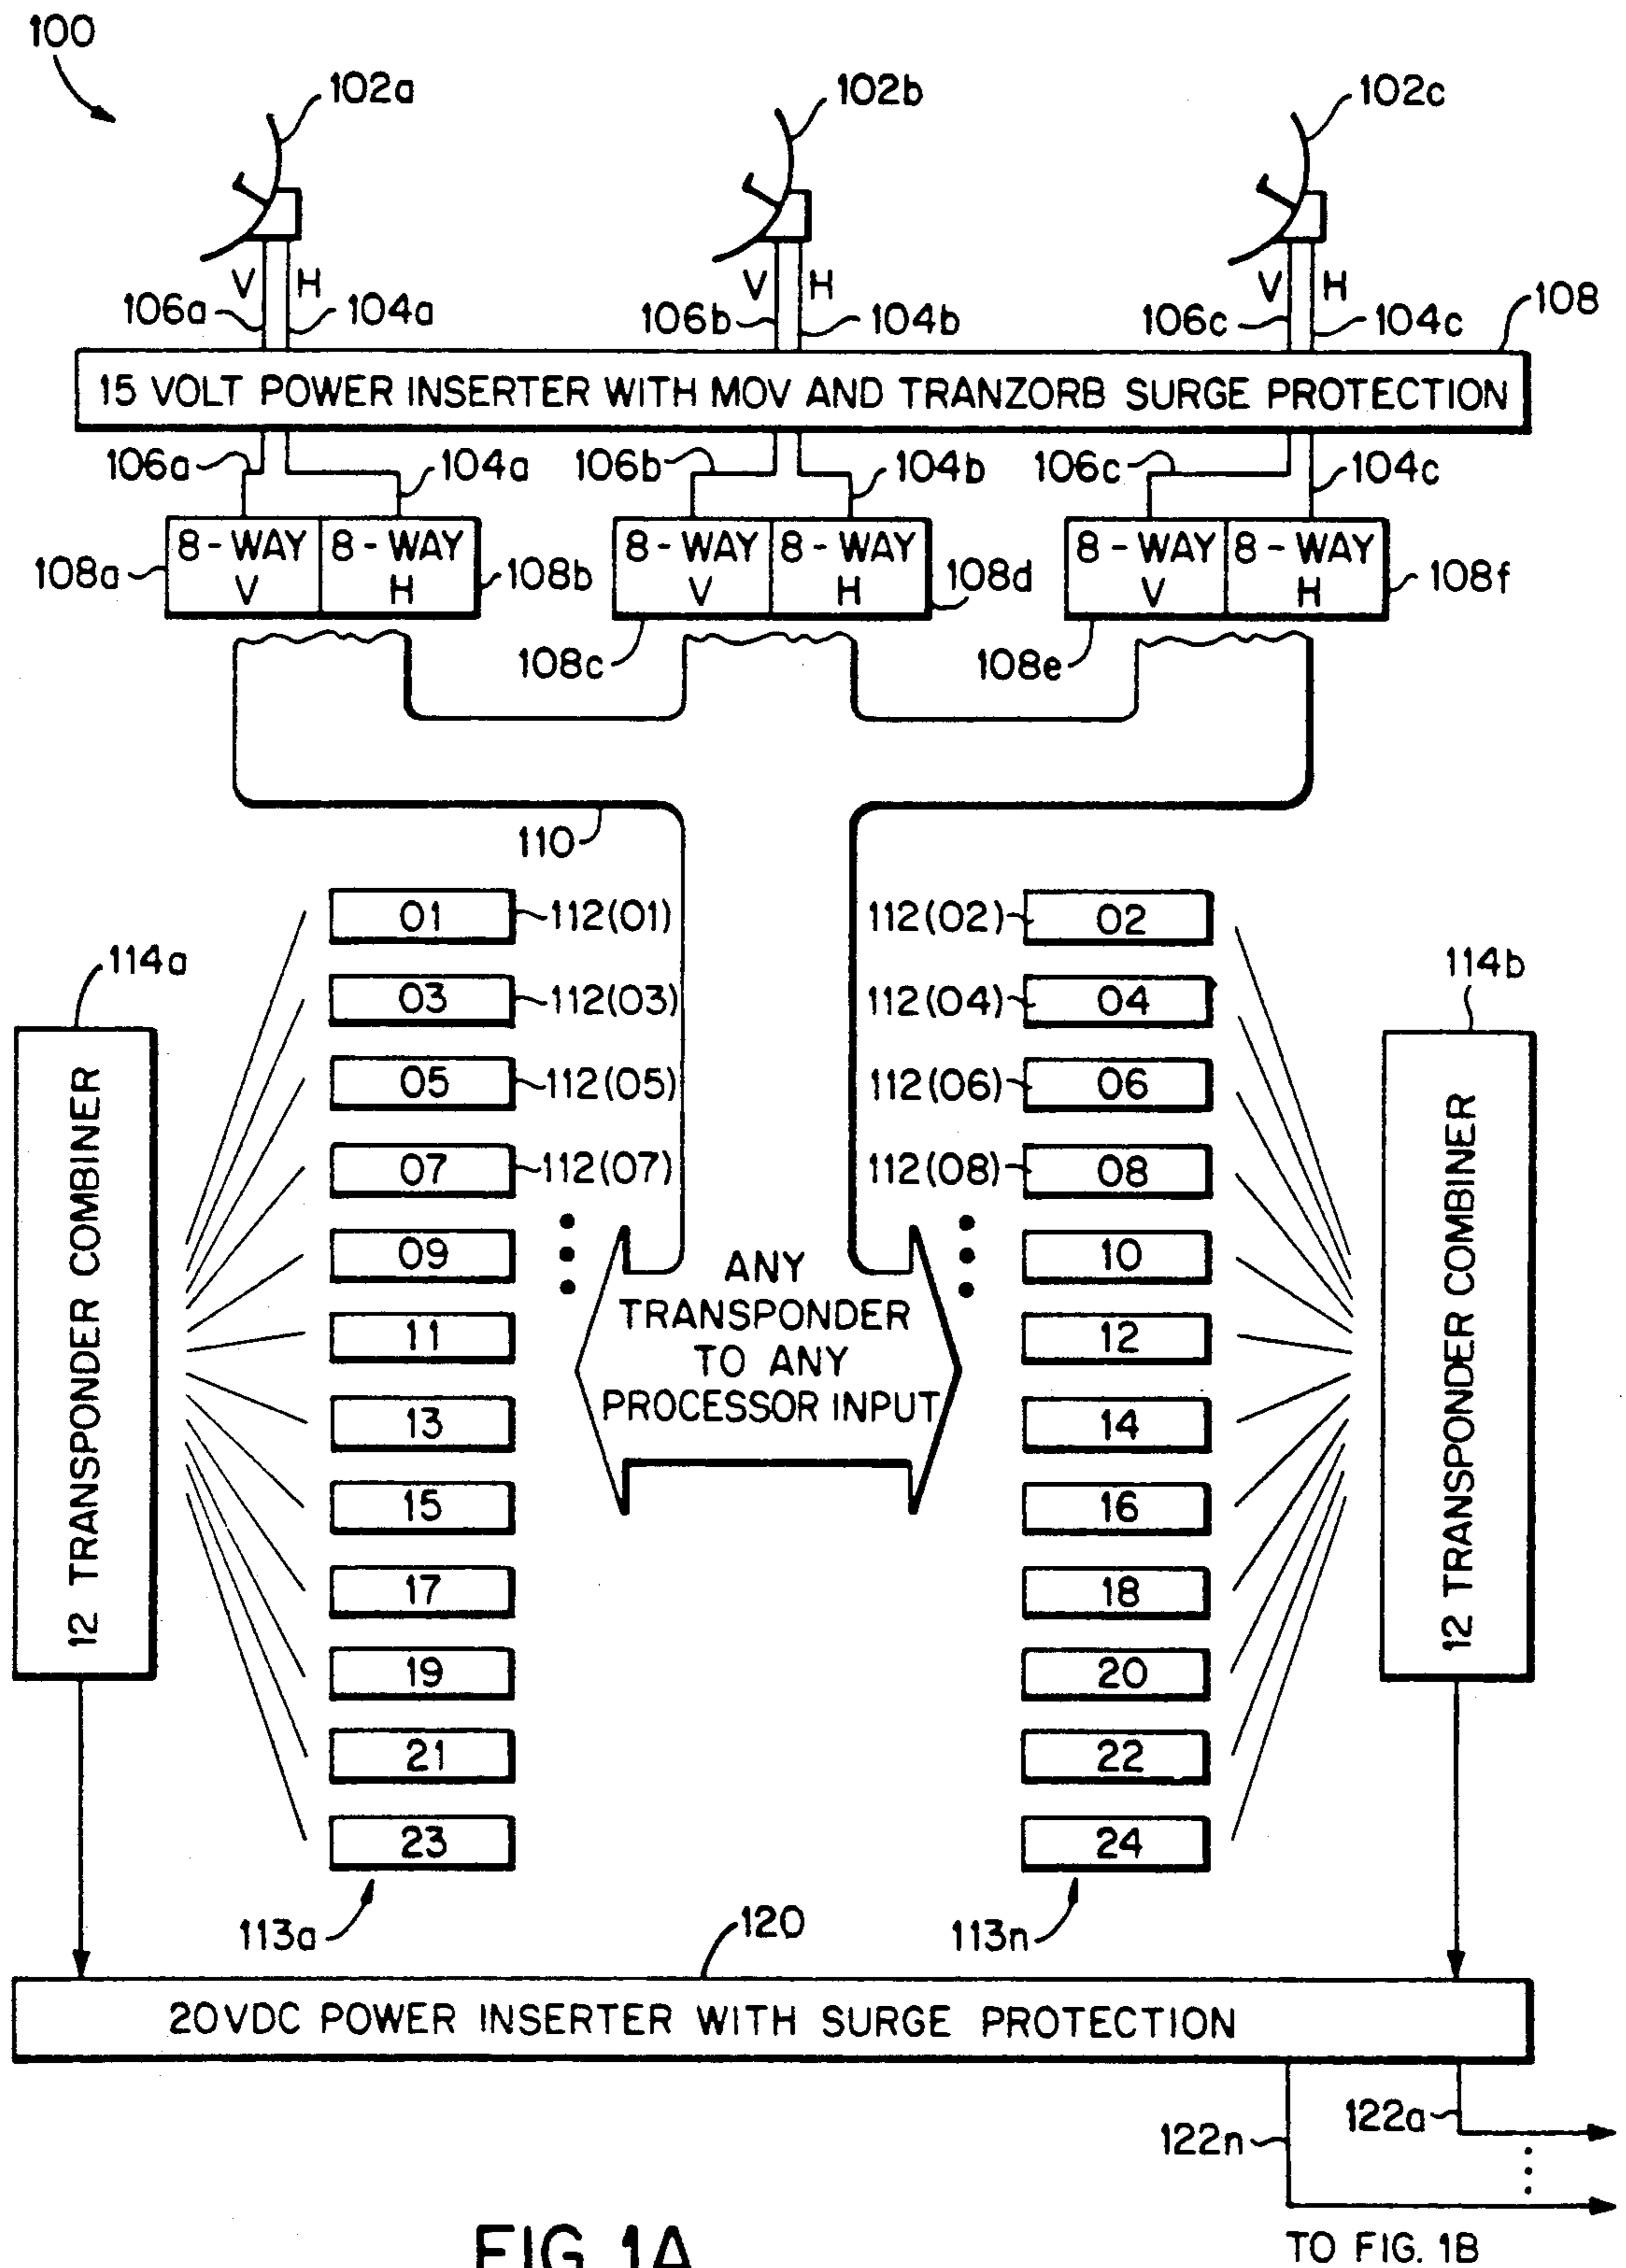 100
102a
102b
102c
V H
V H
V H
106a
104a
106b
104b
106c
104c
108
15 VOLT POWER INSERTER WITH MOV AND TRANZORB SURGE PROTECTION
106a
104a
106b
104b
106c
104c
8-WAY V
8-WAY H
8-WAY V
8-WAY H
8-WAY V
8-WAY H
108a
108b
108d
108f
108c
108e
110
01
112(01)
112(02)
02
114a
114b
03
112(03)
112(04)
04
05
112(05)
112(06)
06
07
112(07)
112(08)
08
09
10
11
12
13
14
15
16
17
18
19
20
21
22
23
24
12 TRANSPONDER COMBINER
ANY
TRANSPONDER
TO ANY
PROCESSOR INPUT
12 TRANSPONDER COMBINER
113a
120
113n
20VDC POWER INSERTER WITH SURGE PROTECTION
122a
122n
TO FIG. 1B
FIG. 1A